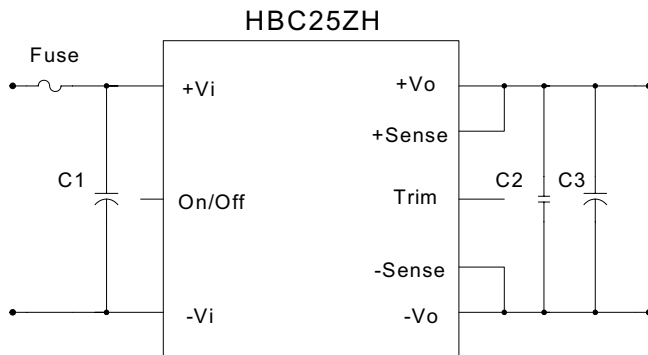 HBC25ZH
Fuse
+Vi
+Vo
+Sense
C1
On/Off
Trim
C2
C3
-Sense
-Vi
-Vo